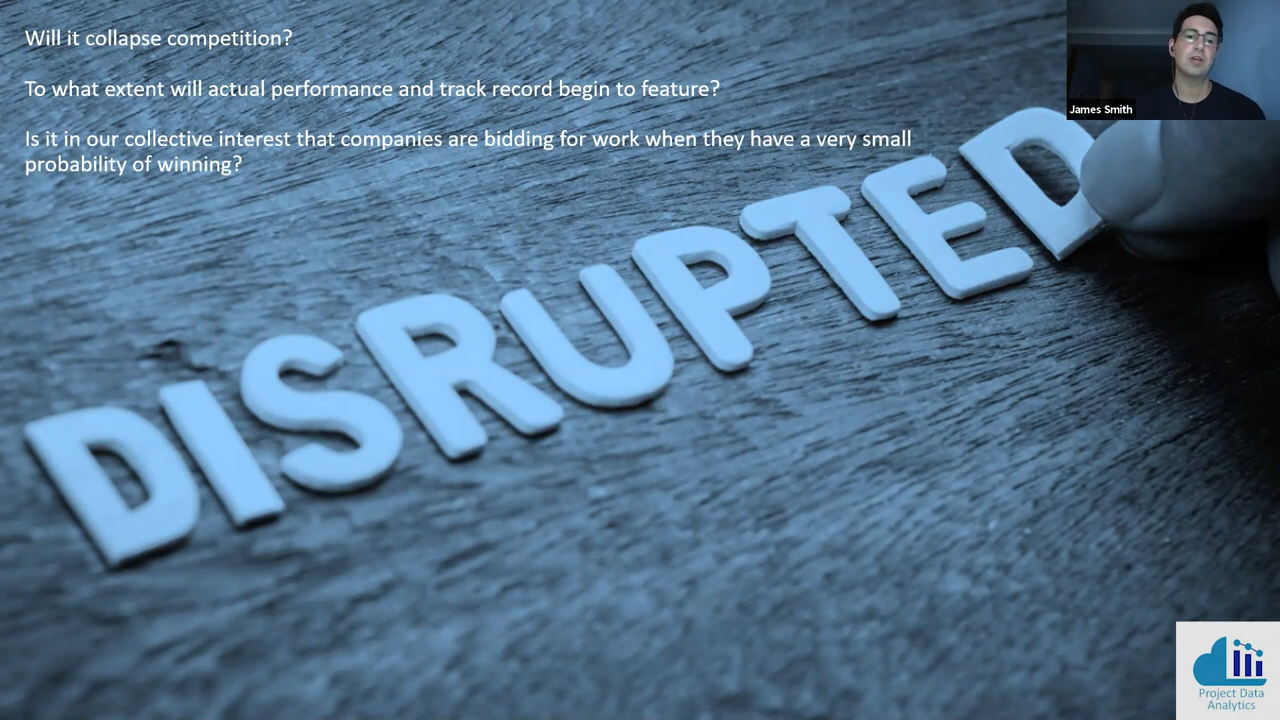 Will it collapse competition?
To what extent will actual performance and track record begin to feature?
Is it in our collective interest that companies are bidding for work when they have a very small
probability of winning?
James Smith
DISRUPTED
Project Data
Analytics